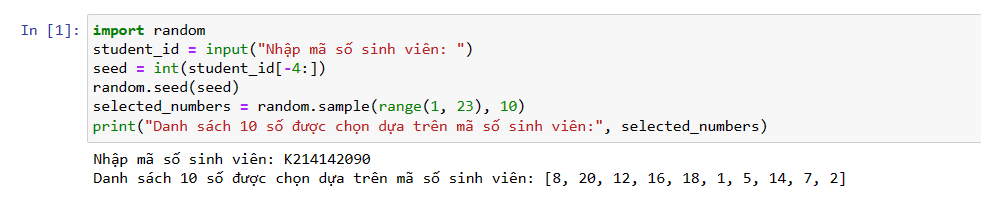 In [1]: import random
student_id = input("Nhập mã số sinh viên: ")
seed = int(student_id[-4:])
random.seed(seed)
selected_numbers = random.sample(range(1, 23), 10)
print("Danh sách 10 số được chọn dựa trên mã số sinh viên:", selected_numbers)
Nhập mã số sinh viên: K214142090
Danh sách 10 số được chọn dựa trên mã số sinh viên: [8, 20, 12, 16, 18, 1, 5, 14, 7, 2]